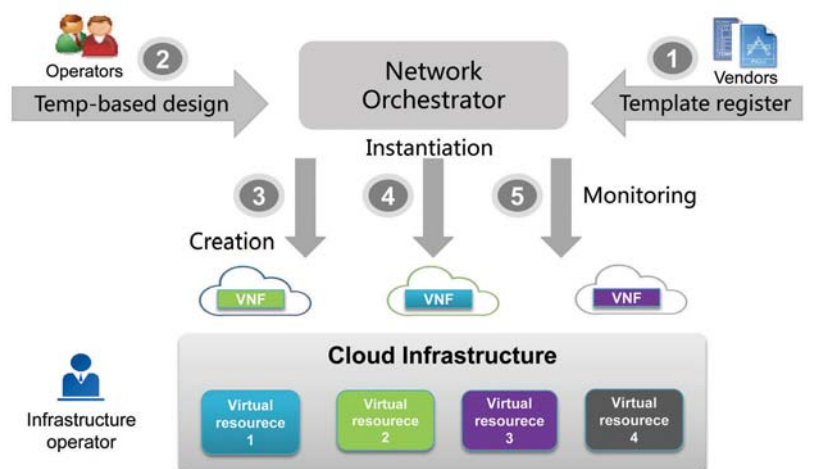 Operators
2
Temp-based design
Network
Orchestrator
1
Vendors
Template register
Instantiation
3
4
5
Monitoring
Creation
VNF
VNF
VNF
Cloud Infrastructure
Infrastructure
operator
Virtual
resourece
1
Virtual
resourece
2
Virtual
resourece
3
Virtual
resourece
4